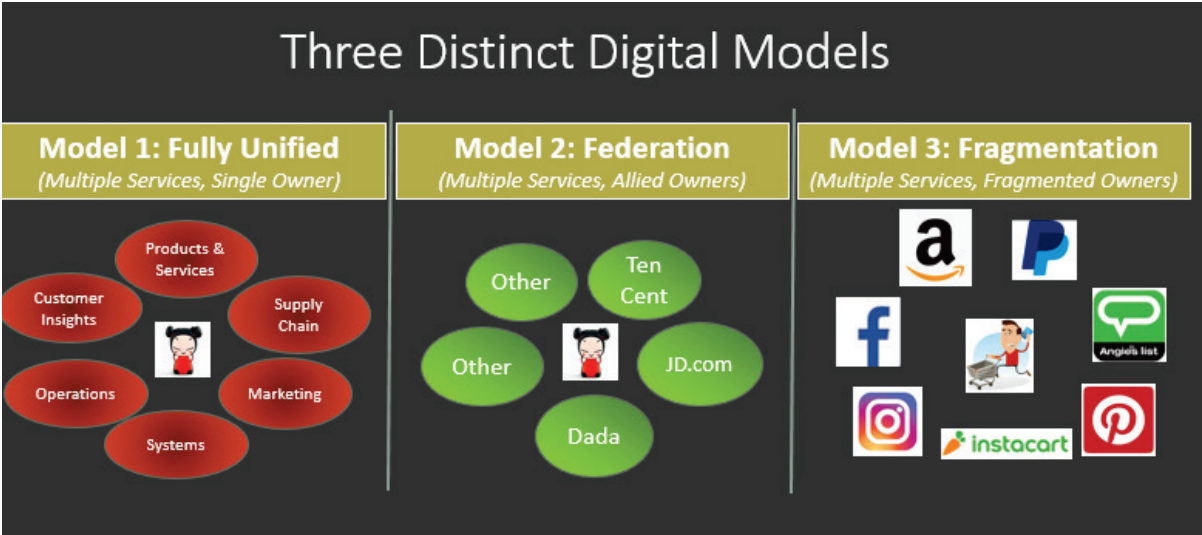 Three Distinct Digital Models
Model 1: Fully Unified
(Multiple Services, Single Owner)
Products &
Services
Customer
Insights
Supply
Chain
Operations
Marketing
Systems
Model 2: Federation
(Multiple Services, Allied Owners)
Other
Ten
Cent
Other
JD.com
Dada
Model 3: Fragmentation
(Multiple Services, Fragmented Owners)
a
P
f
Angie's list
instacart